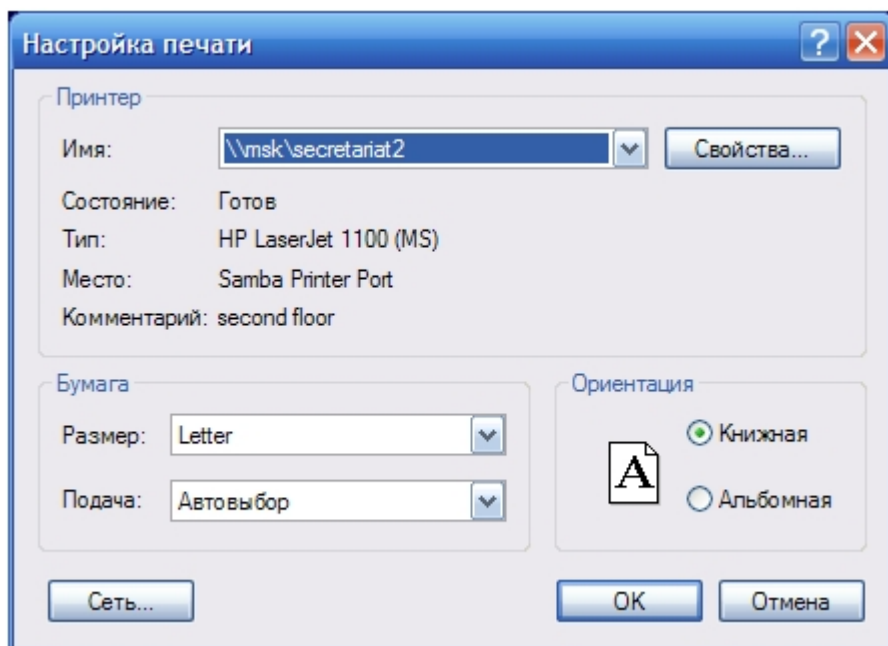 Настройка печати
Принтер
Имя: \\msk\secretariat2 Свойства...
Состояние: Готов
Тип: HP LaserJet 1100 (MS)
Место: Samba Printer Port
Комментарий: second floor
Бумага
Размер: Letter
Подача: Автовыбор
Ориентация
A
Книжная
Альбомная
Сеть... OK Отмена